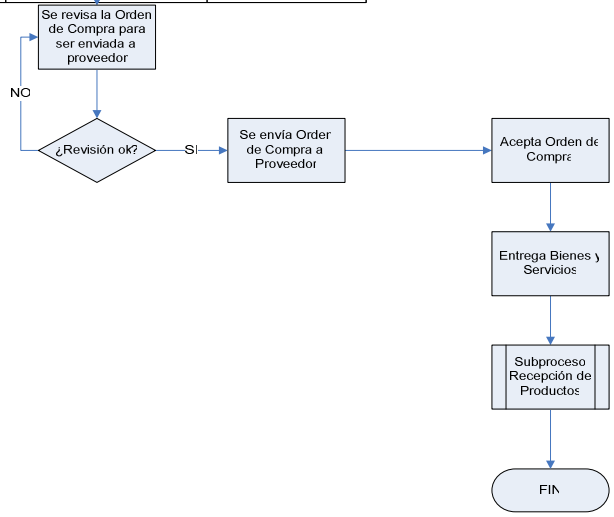 Se revisa la Orden
de Compra para
ser enviada a
proveedor
NO
¿Revisión ok?
SI
Se envía Orden
de Compra a
Proveedor
Acepta Orden de
Compra
Entrega Bienes y
Servicios
Subproceso
Recepción de
Productos
FIN